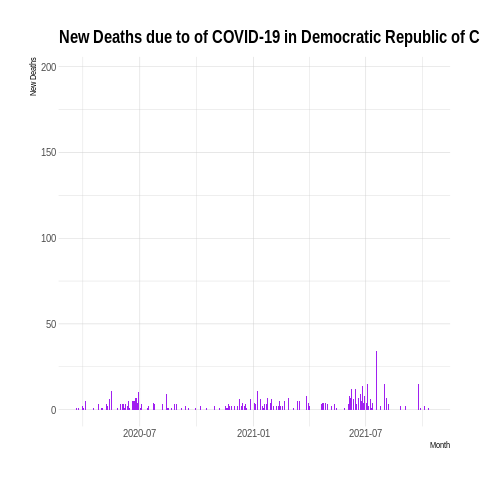 New Deaths due to of COVID-19 in Democratic Republic of C
New Deaths
200
150
100
50
0
2020-07 2021-01 2021-07
Month